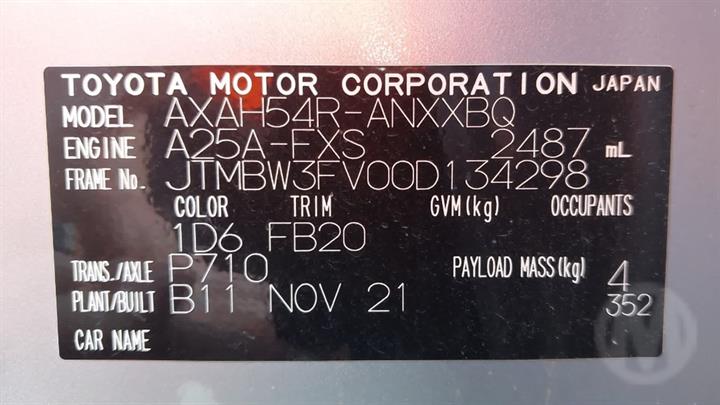 TOYOTA MOTOR CORPORATION JAPAN
MODEL AXAH54R-ANXXBQ
ENGINE A25A-FXS 2487 mL
FRAME No. JTMBW3FV00D134298
COLOR TRIM GVM(kg) OCCUPANTS
1D6 FB20
TRANS./AXLE P710 PAYLOAD MASS(kg) 4
PLANT/BUILT B11 NOV 21 352
CAR NAME